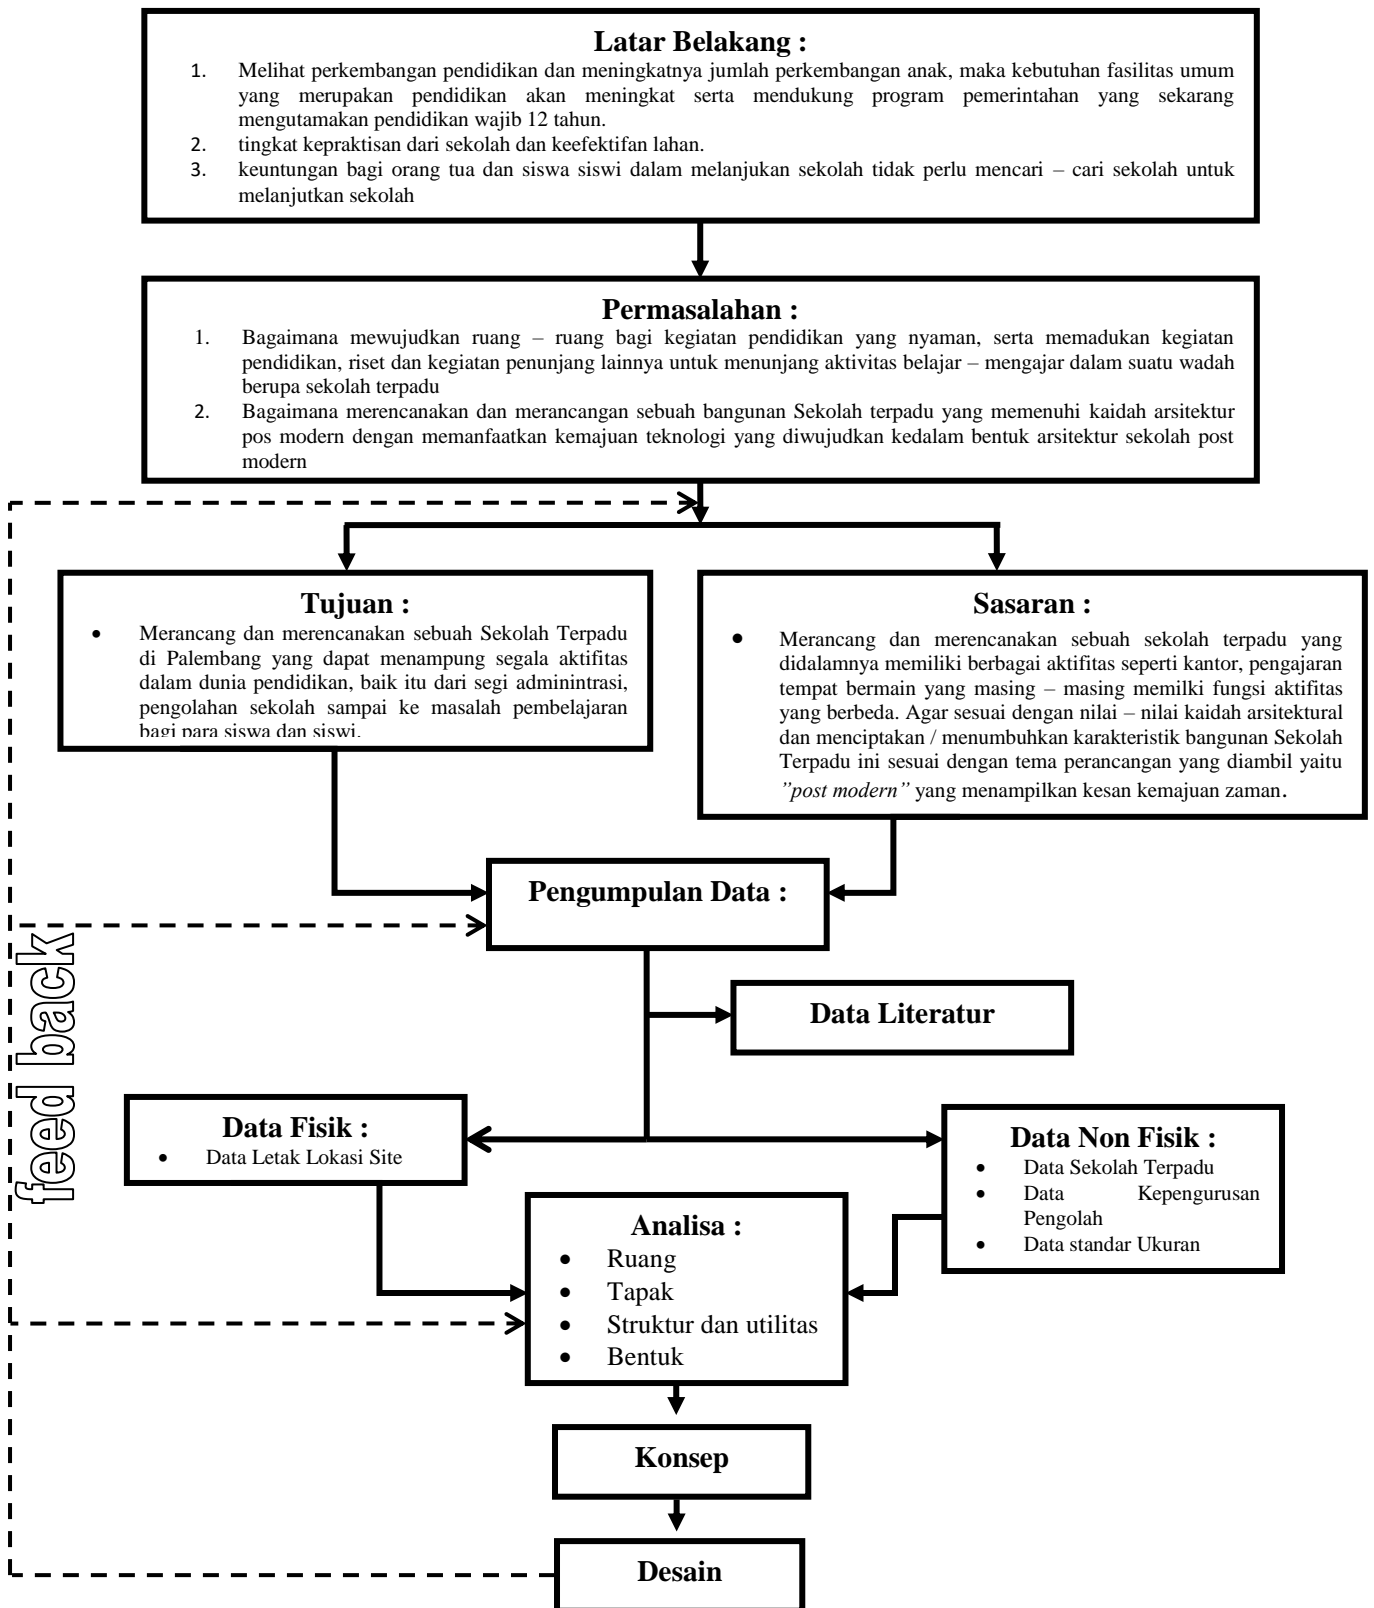 Latar Belakang :
1. Melihat perkembangan pendidikan dan meningkatnya jumlah perkembangan anak, maka kebutuhan fasilitas umum
yang merupakan pendidikan akan meningkat serta mendukung program pemerintahan yang sekarang
mengutamakan pendidikan wajib 12 tahun.
2. tingkat kepraktisan dari sekolah dan keefektifan lahan.
3. keuntungan bagi orang tua dan siswa siswi dalam melanjukan sekolah tidak perlu mencari – cari sekolah untuk
melanjutkan sekolah
Permasalahan :
1. Bagaimana mewujudkan ruang – ruang bagi kegiatan pendidikan yang nyaman, serta memadukan kegiatan
pendidikan, riset dan kegiatan penunjang lainnya untuk menunjang aktivitas belajar – mengajar dalam suatu wadah
berupa sekolah terpadu
2. Bagaimana merencanakan dan merancangan sebuah bangunan Sekolah terpadu yang memenuhi kaidah arsitektur
pos modern dengan memanfaatkan kemajuan teknologi yang diwujudkan kedalam bentuk arsitektur sekolah post
modern
Tujuan :
• Merancang dan merencanakan sebuah Sekolah Terpadu
di Palembang yang dapat menampung segala aktifitas
dalam dunia pendidikan, baik itu dari segi adminintrasi,
pengolahan sekolah sampai ke masalah pembelajaran
bagi para siswa dan siswi.
Sasaran :
• Merancang dan merencanakan sebuah sekolah terpadu yang
didalamnya memiliki berbagai aktifitas seperti kantor, pengajaran
tempat bermain yang masing – masing memilki fungsi aktifitas
yang berbeda. Agar sesuai dengan nilai – nilai kaidah arsitektural
dan menciptakan / menumbuhkan karakteristik bangunan Sekolah
Terpadu ini sesuai dengan tema perancangan yang diambil yaitu
”post modern” yang menampilkan kesan kemajuan zaman.
Pengumpulan Data :
feed back
Data Literatur
Data Fisik :
• Data Letak Lokasi Site
Data Non Fisik :
• Data Sekolah Terpadu
• Data Kepengurusan
Pengolah
• Data standar Ukuran
Analisa :
• Ruang
• Tapak
• Struktur dan utilitas
• Bentuk
Konsep
Desain